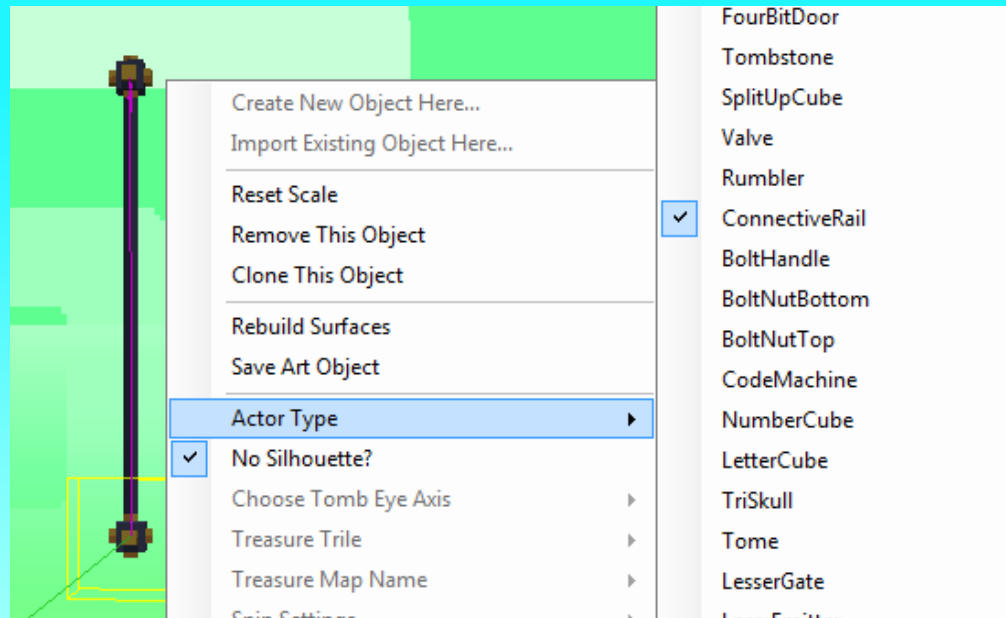 Create New Object Here...
Import Existing Object Here...
Reset Scale
Remove This Object
Clone This Object
Rebuild Surfaces
Save Art Object
Actor Type
No Silhouette?
Choose Tomb Eye Axis
Treasure Trile
Treasure Map Name
Spin Settings
FourBitDoor
Tombstone
SplitUpCube
Valve
Rumbler
ConnectiveRail
BoltHandle
BoltNutBottom
BoltNutTop
CodeMachine
NumberCube
LetterCube
TriSkull
Tome
LesserGate